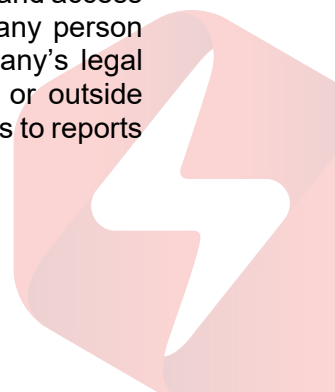 and access
any person
any's legal
or outside
s to reports